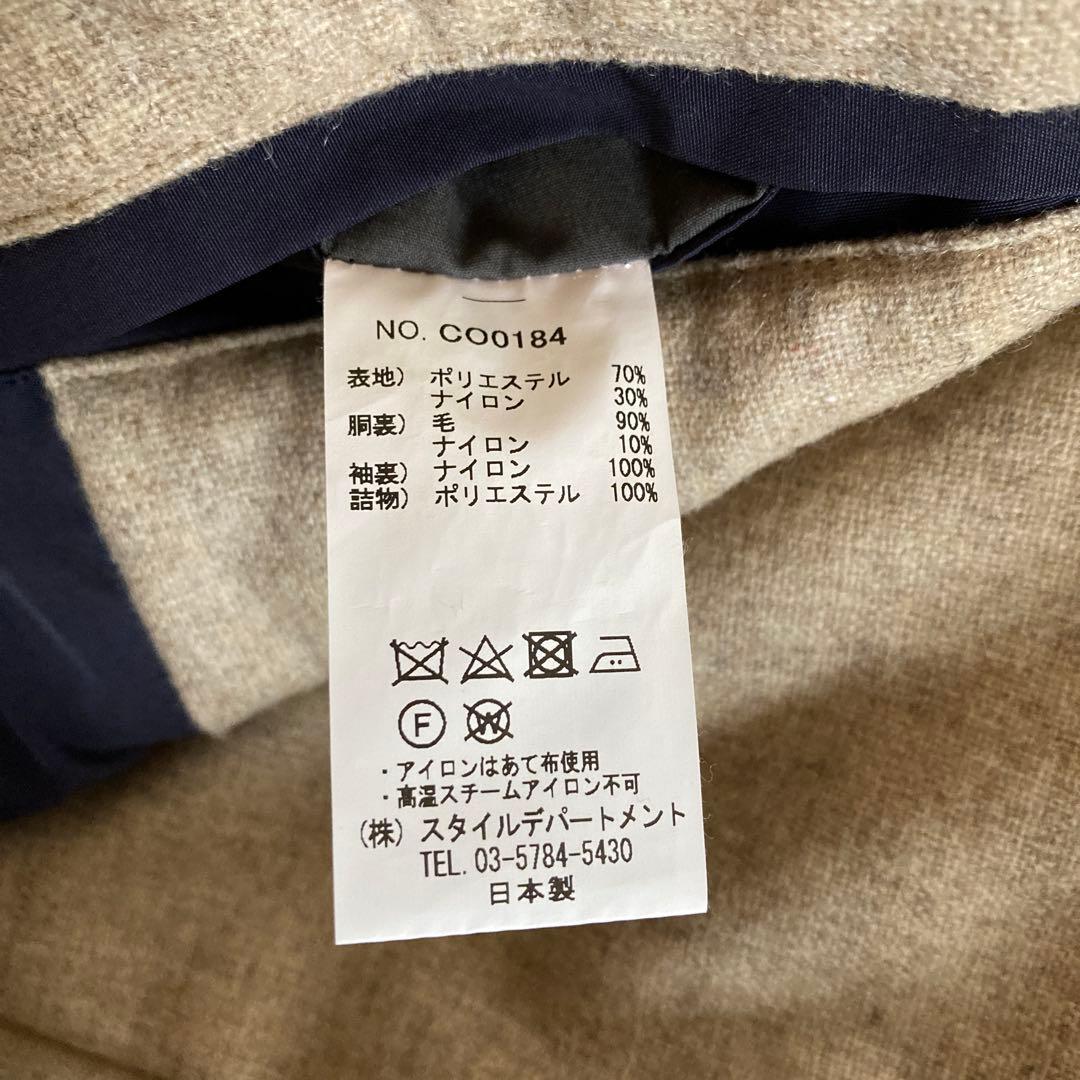 NO. CO0184
表地) ポリエステル 70%
ナイロン 30%
胴裏) 毛 90%
ナイロン 10%
袖裏) ナイロン 100%
詰物) ポリエステル 100%
F W
・アイロンはあて布使用
・高温スチームアイロン不可
(株) スタイルデパートメント
TEL. 03-5784-5430
日本製